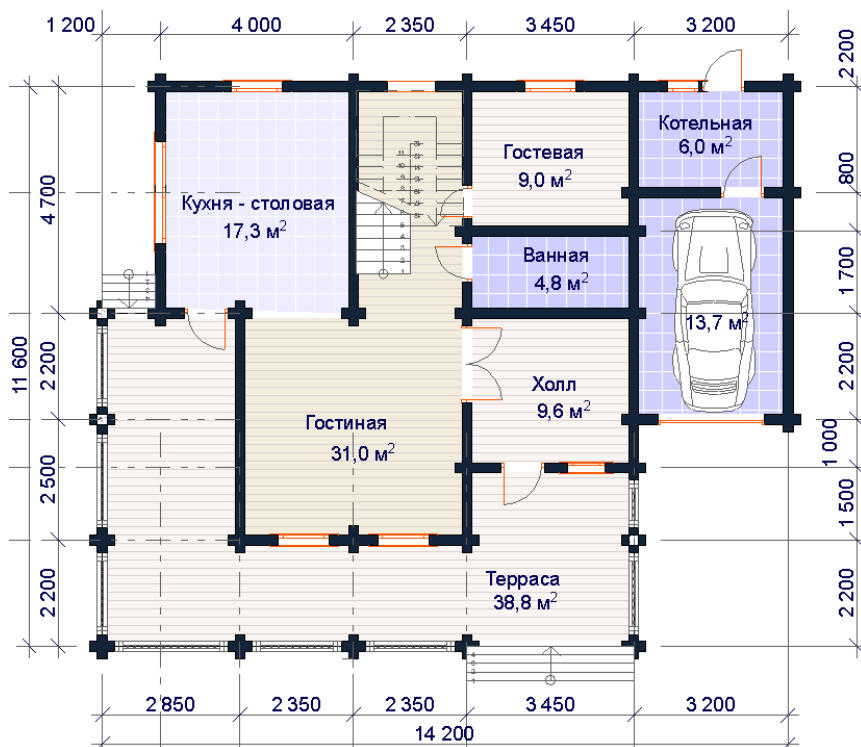 1 200 4 000 2 350 3 450 3 200
2 200
Котельная
6,0 м²
Гостевая
9,0 м²
800
4 700
Кухня - столовая
17,3 м²
1 700
Ванная
4,8 м²
13,7 м²
11 600
2 200
2 200
Холл
9,6 м²
Гостиная
31,0 м²
1 000
2 500
1 500
Терраса
38,8 м²
2 200
2 200
2 850 2 350 2 350 3 450 3 200
14 200